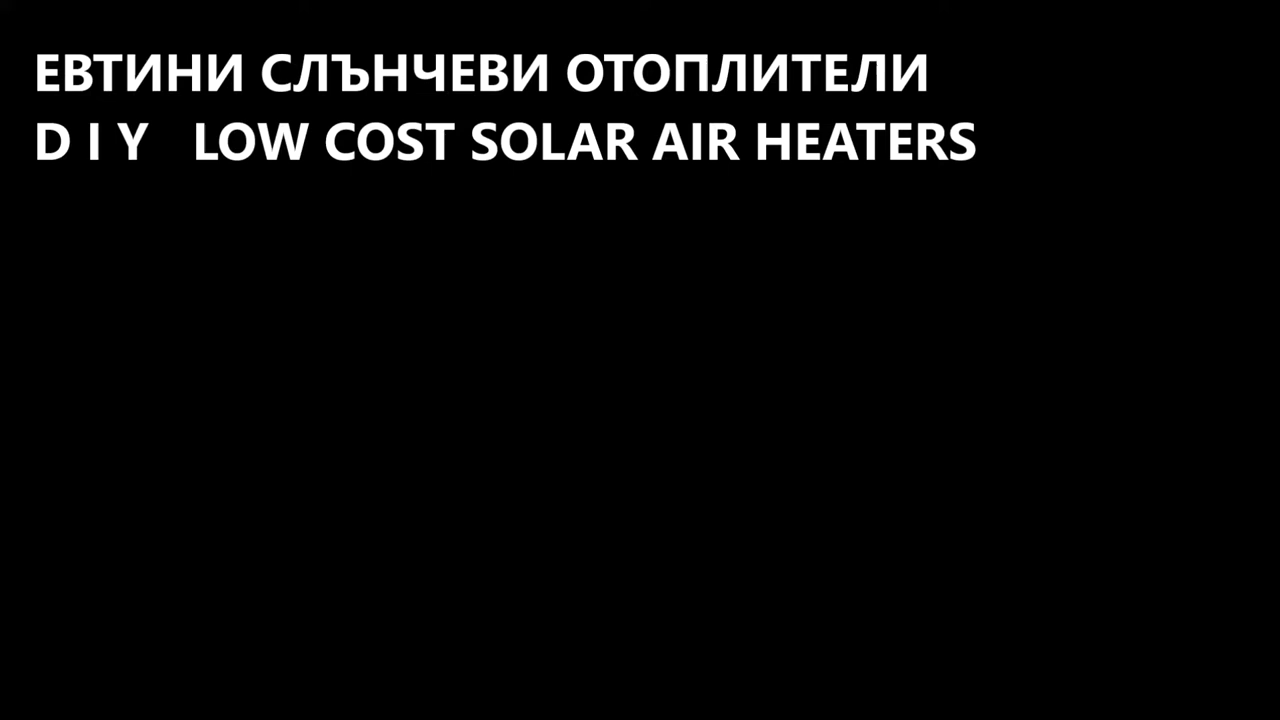 ЕВТИНИ СЛЪНЧЕВИ ОТОПЛИТЕЛИ
D I Y   LOW COST SOLAR AIR HEATERS